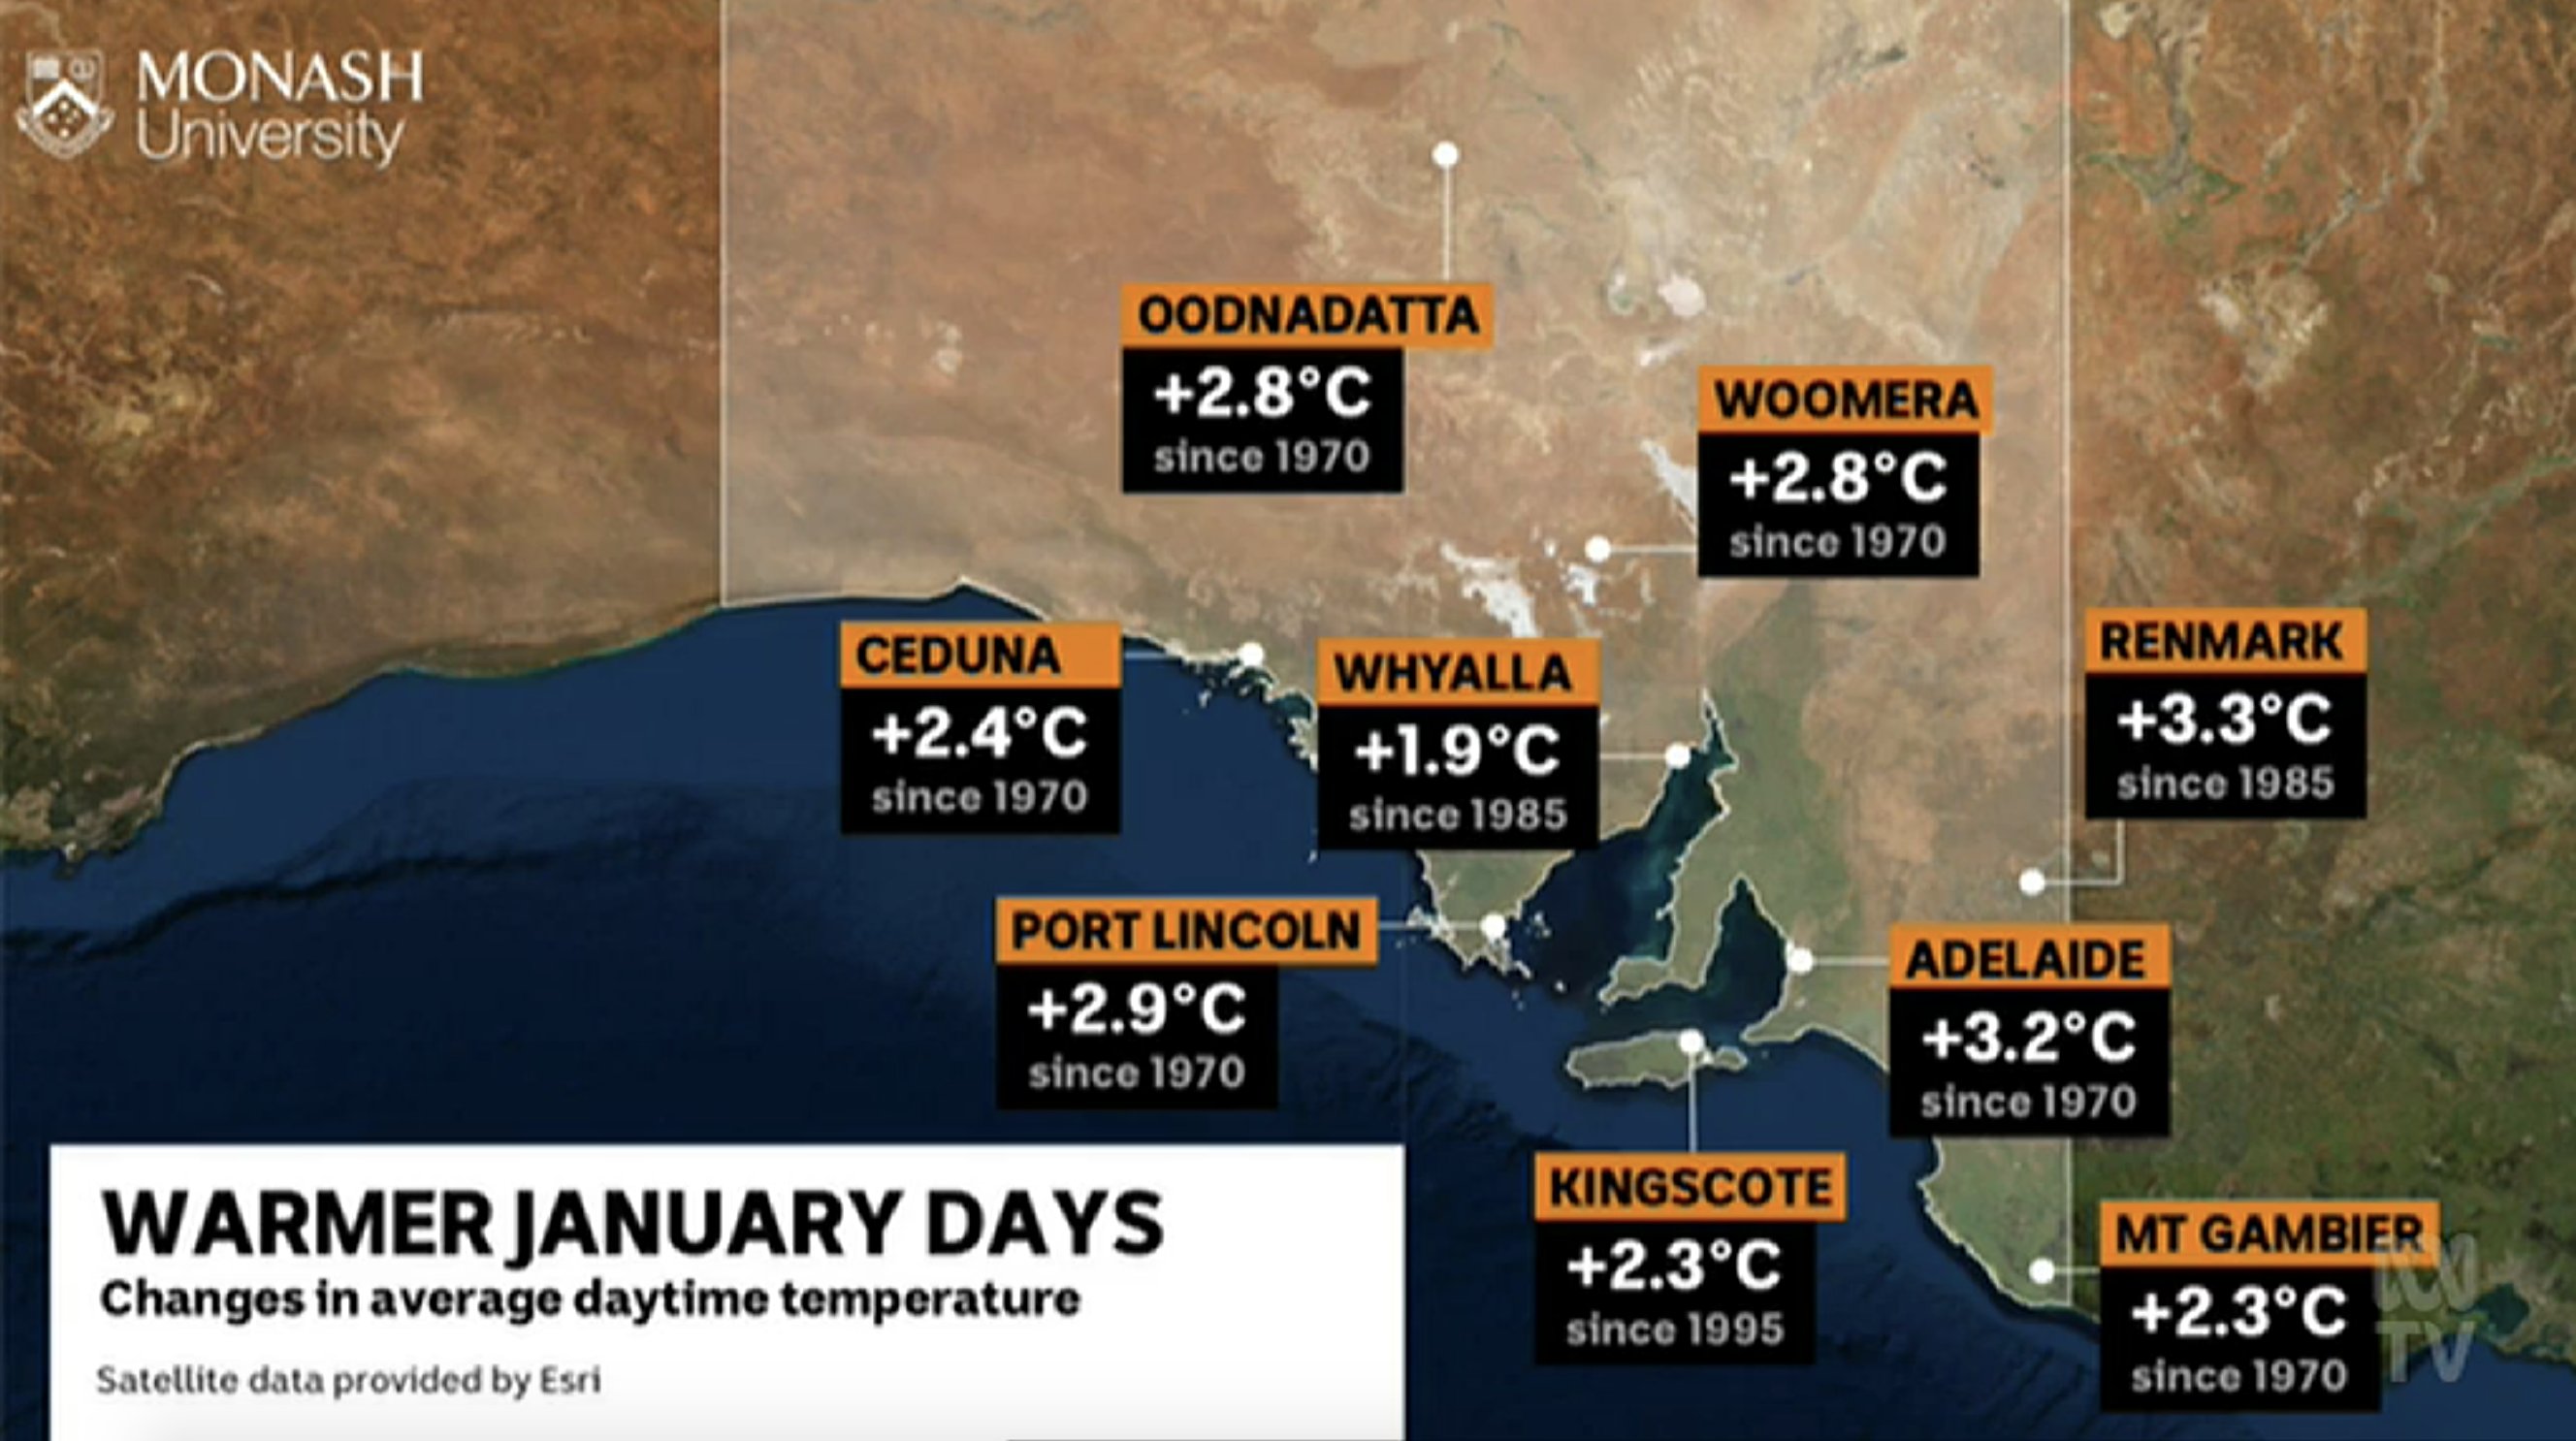 MONASH
University
OODNADATTA
+2.8°C
since 1970
WOOMERA
+2.8°C
since 1970
CEDUNA
+2.4°C
since 1970
WHYALLA
+1.9°C
since 1985
RENMARK
+3.3°C
since 1985
PORT LINCOLN
+2.9°C
since 1970
ADELAIDE
+3.2°C
since 1970
KINGSCOTE
+2.3°C
since 1995
MT GAMBIER
+2.3°C
since 1970
TV
WARMER JANUARY DAYS
Changes in average daytime temperature
Satellite data provided by Esri